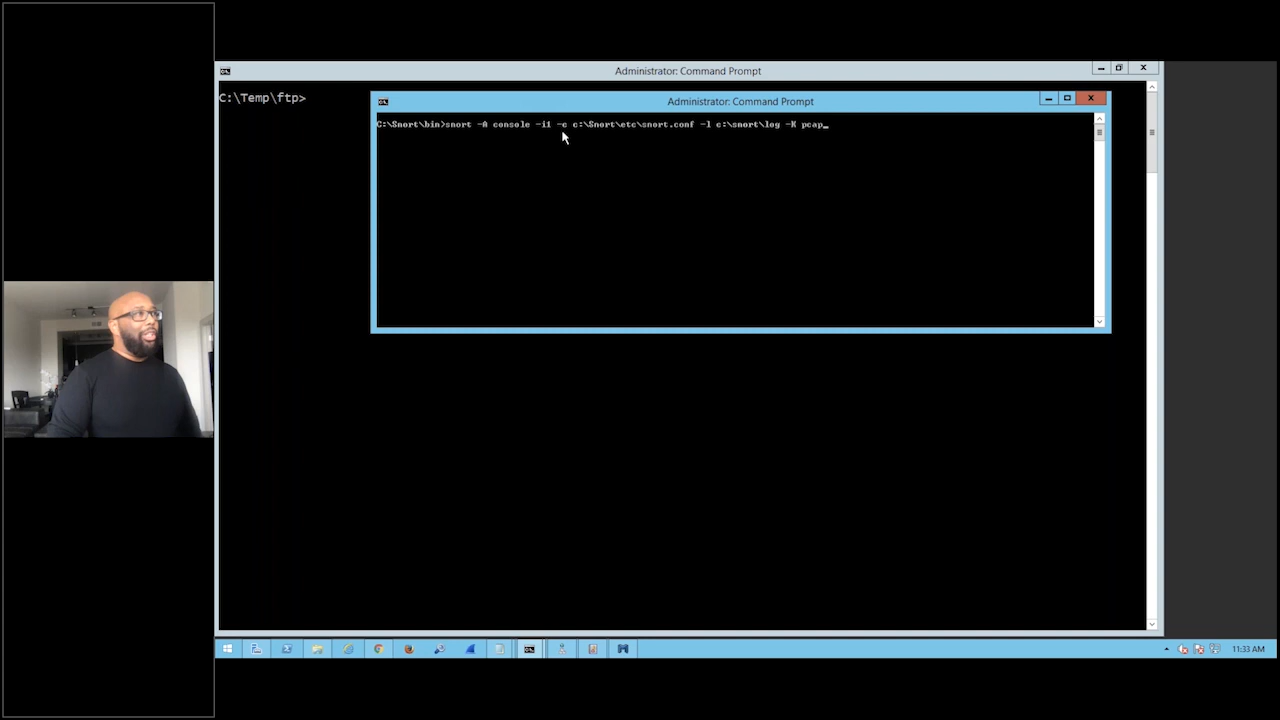 Administrator: Command Prompt
C:\Temp\ftp>
Administrator: Command Prompt
C:\Snort\bin>snort -A console -i1 -c c:\Snort\etc\snort.conf -l c:\snort\log -K pcap_
11:33 AM